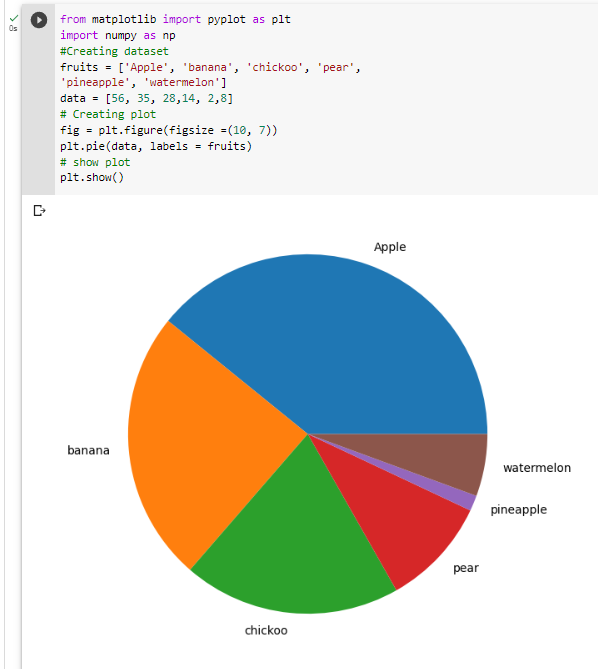 0s
from matplotlib import pyplot as plt
import numpy as np
#Creating dataset
fruits = ['Apple', 'banana', 'chickoo', 'pear',
'pineapple', 'watermelon']
data = [56, 35, 28,14, 2,8]
# Creating plot
fig = plt.figure(figsize =(10, 7))
plt.pie(data, labels = fruits)
# show plot
plt.show()
Apple
banana
watermelon
pineapple
pear
chickoo